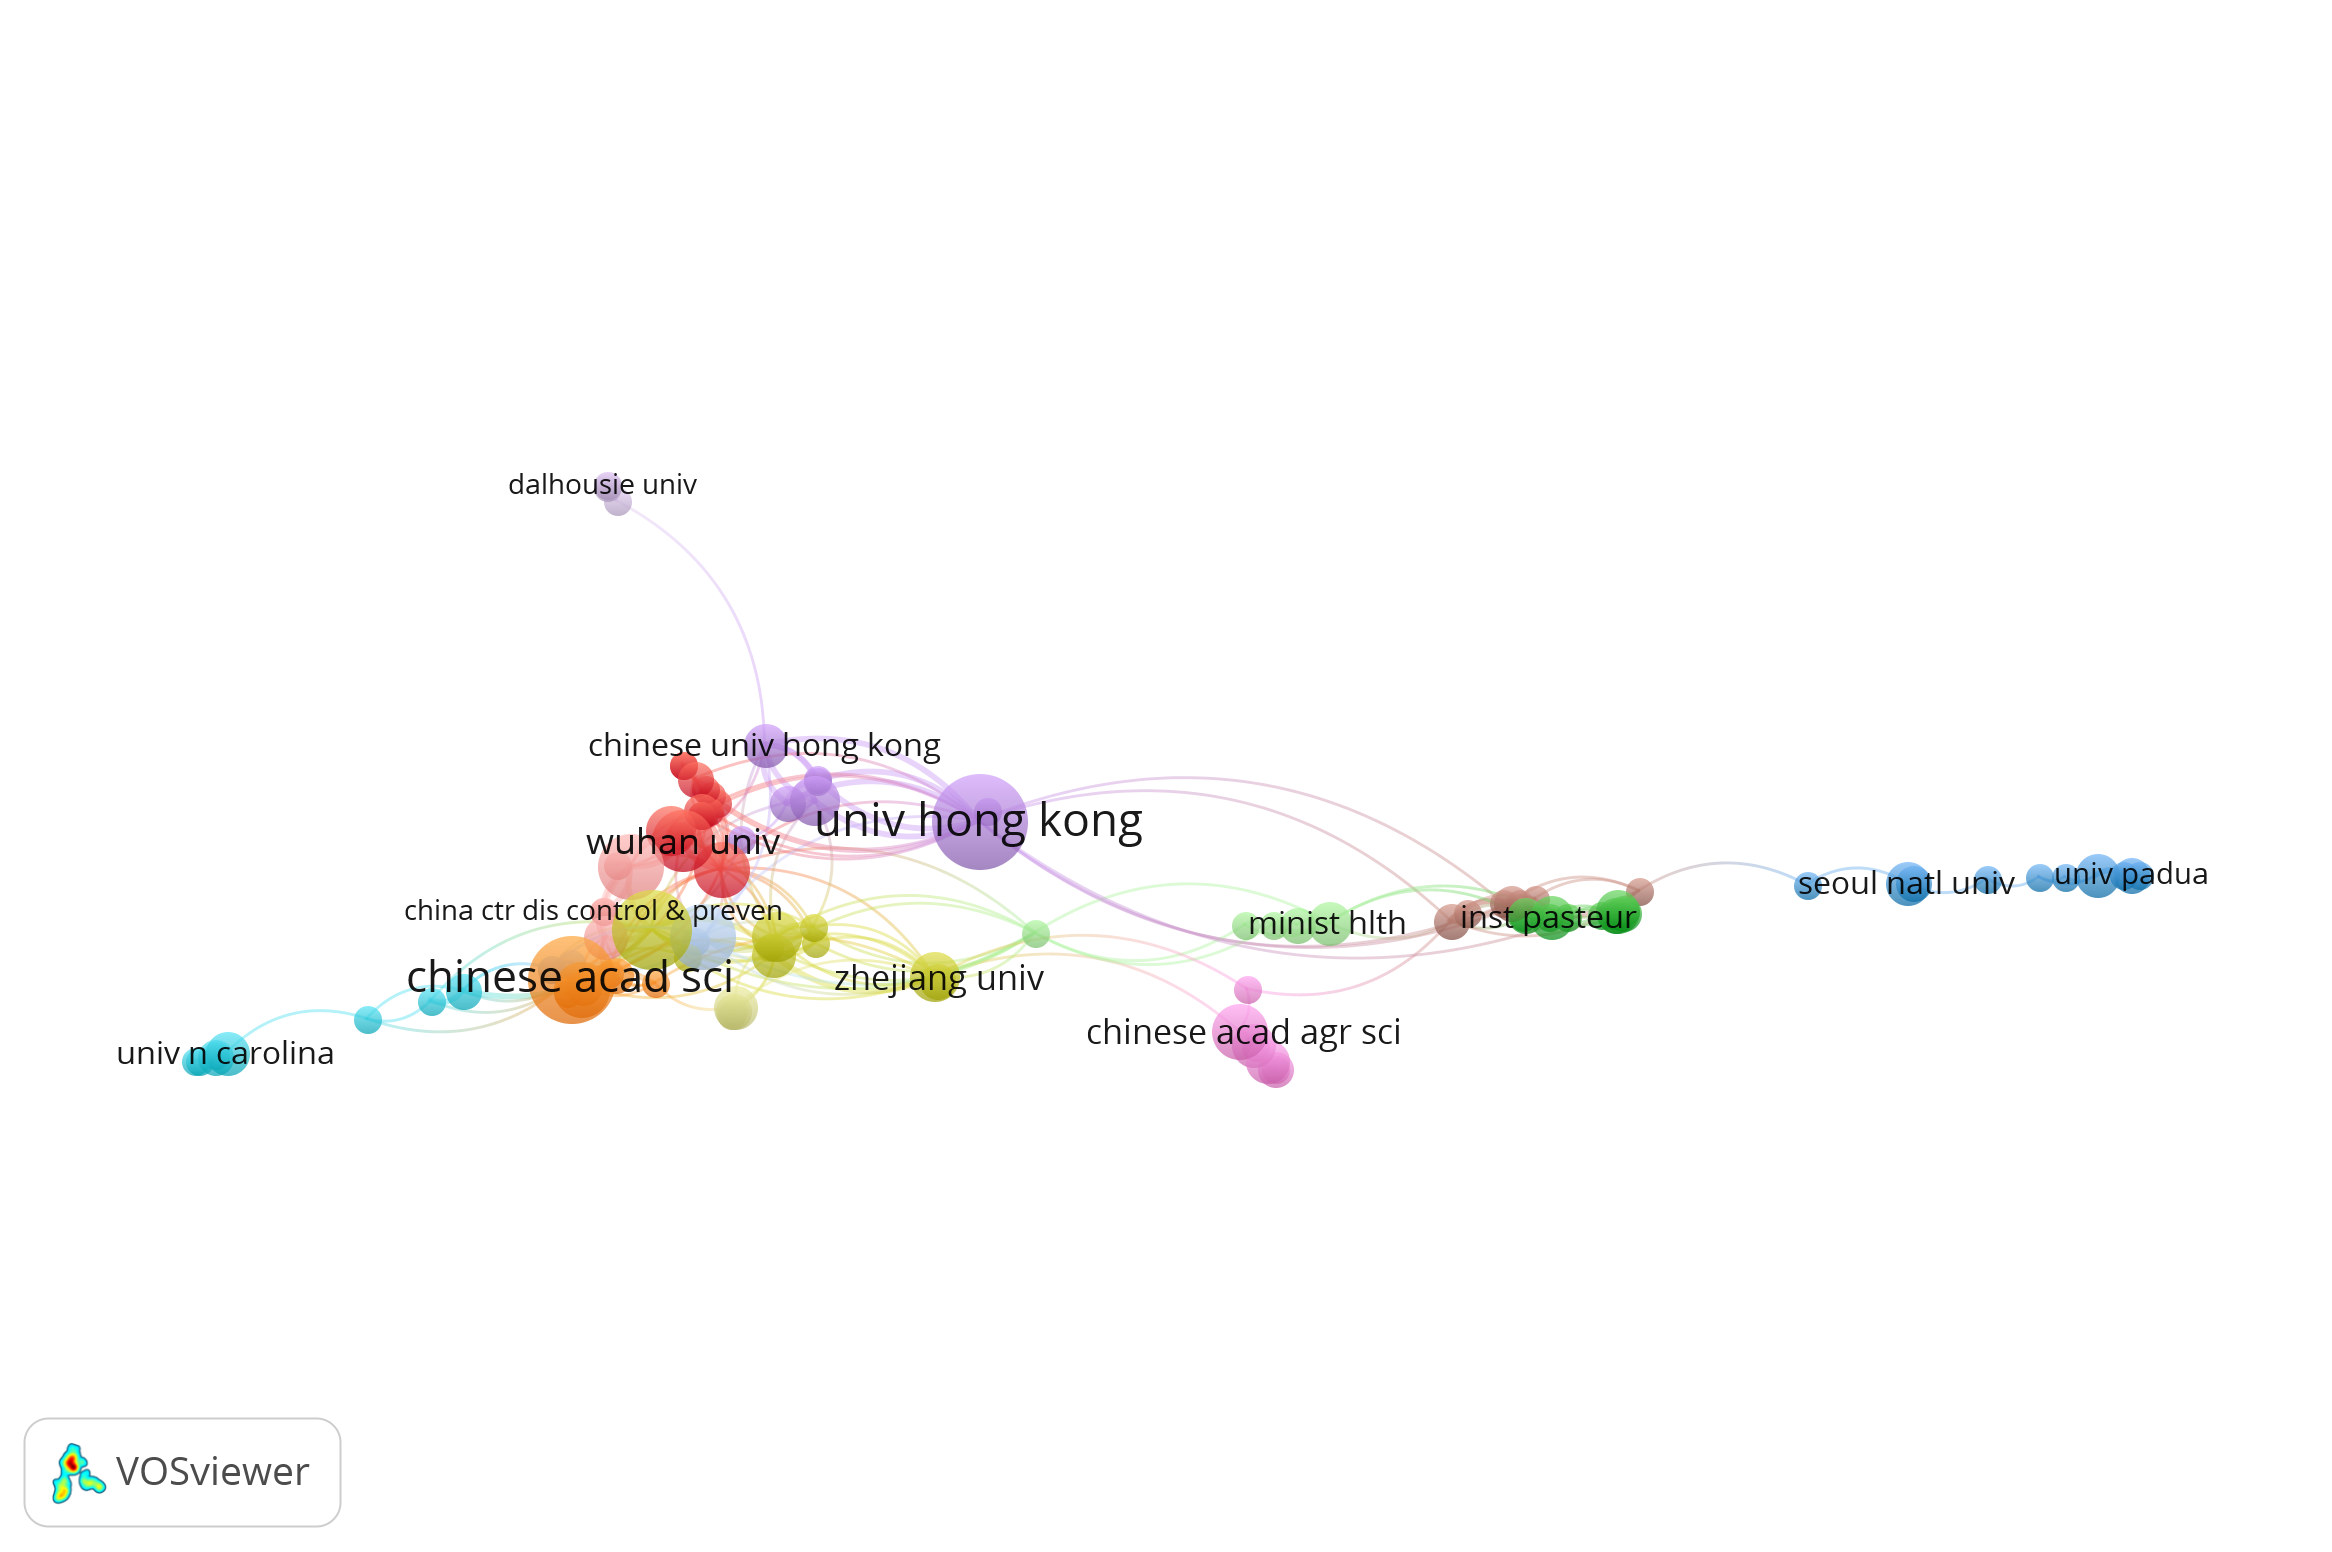 dalhousie univ
chinese univ hong kong
univ hong kong
wuhan univ
seoul natl univ
univ padua
china ctr dis control & preven
minist hlth
inst pasteur
chinese acad sci
zhejiang univ
chinese acad agr sci
univ n carolina
VOSviewer